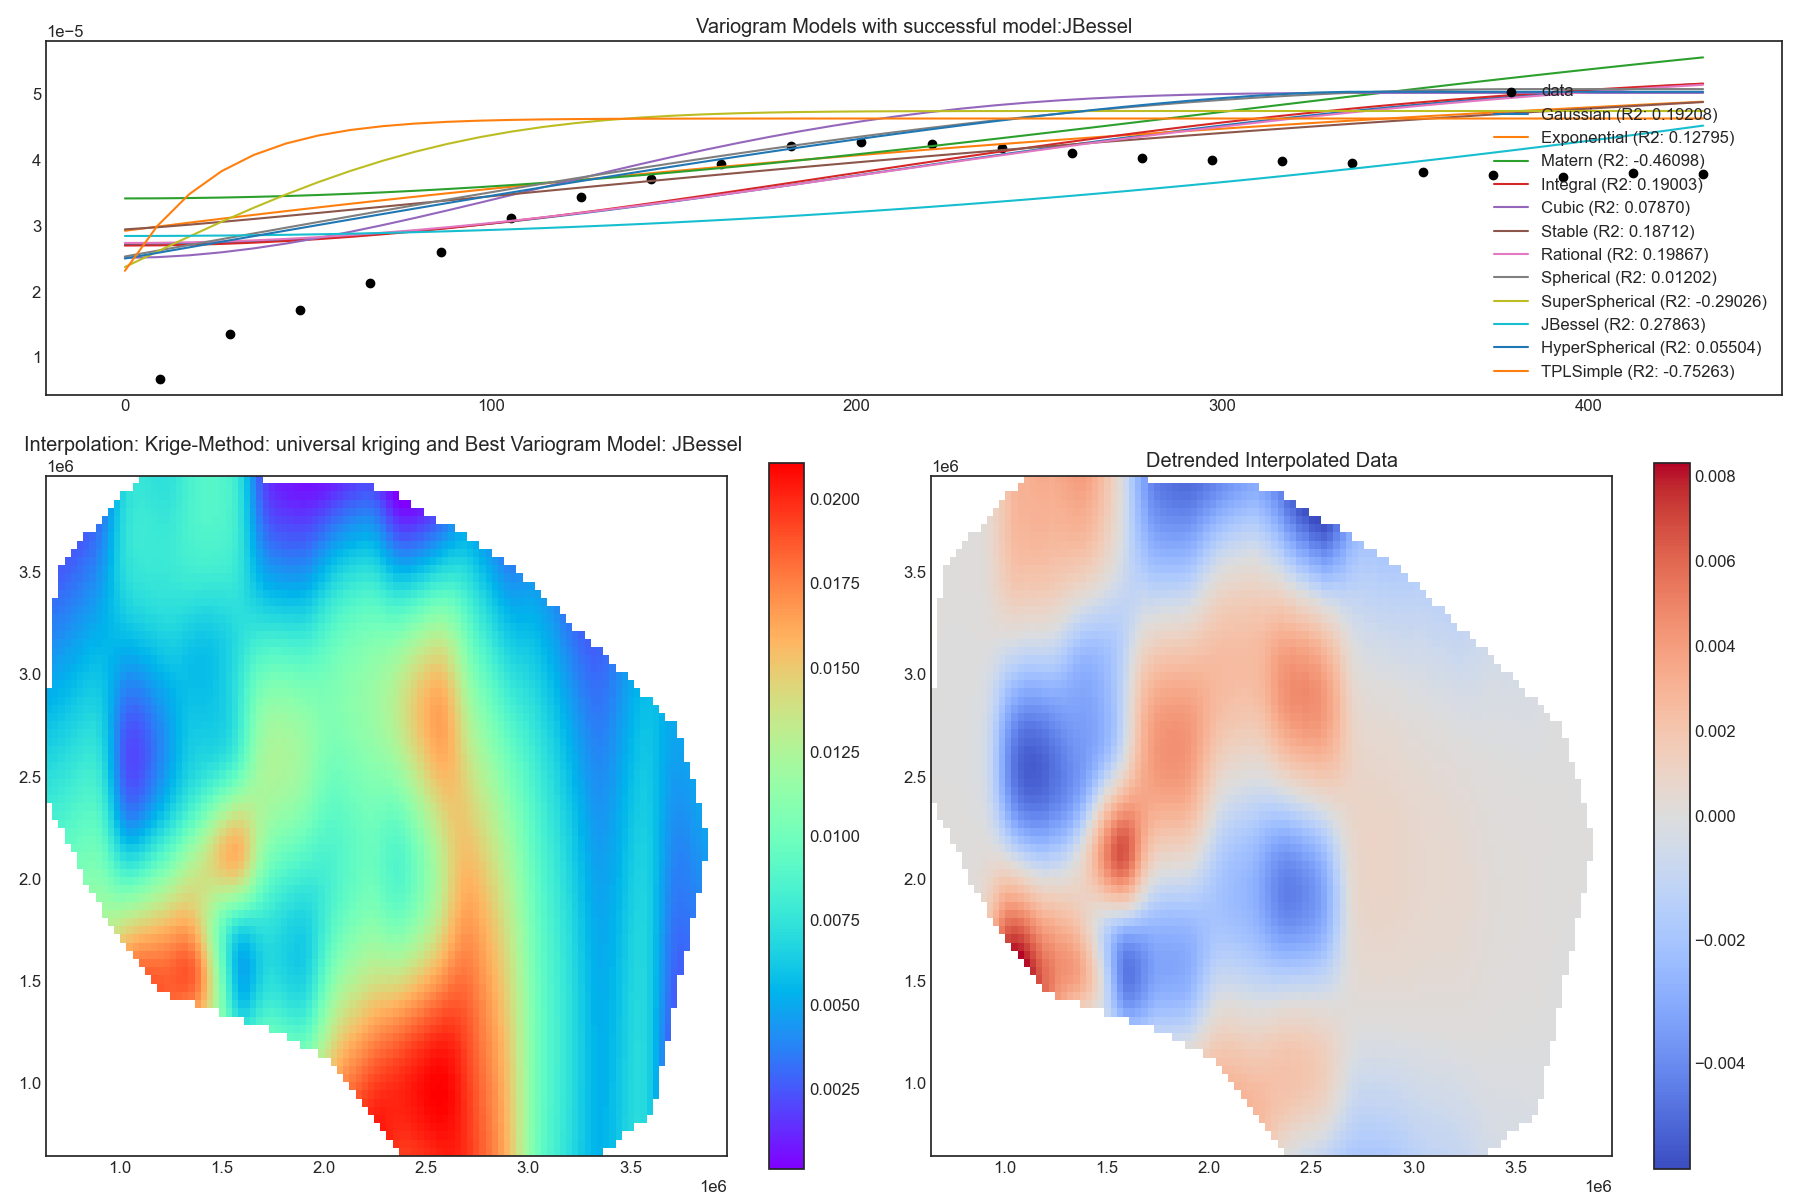 Variogram Models with successful model:JBessel
1e−5
5
4
3
2
1
0 100 200 300 400
data
Gaussian (R2: 0.19208)
Exponential (R2: 0.12795)
Matern (R2: -0.46098)
Integral (R2: 0.19003)
Cubic (R2: 0.07870)
Stable (R2: 0.18712)
Rational (R2: 0.19867)
Spherical (R2: 0.01202)
SuperSpherical (R2: -0.29026)
JBessel (R2: 0.27863)
HyperSpherical (R2: 0.05504)
TPLSimple (R2: -0.75263)
Interpolation: Krige-Method: universal kriging and Best Variogram Model: JBessel
1e6
3.5
3.0
2.5
2.0
1.5
1.0
1.0 1.5 2.0 2.5 3.0 3.5
1e6
0.0200
0.0175
0.0150
0.0125
0.0100
0.0075
0.0050
0.0025
Detrended Interpolated Data
1e6
3.5
3.0
2.5
2.0
1.5
1.0
1.0 1.5 2.0 2.5 3.0 3.5
1e6
0.008
0.006
0.004
0.002
0.000
−0.002
−0.004